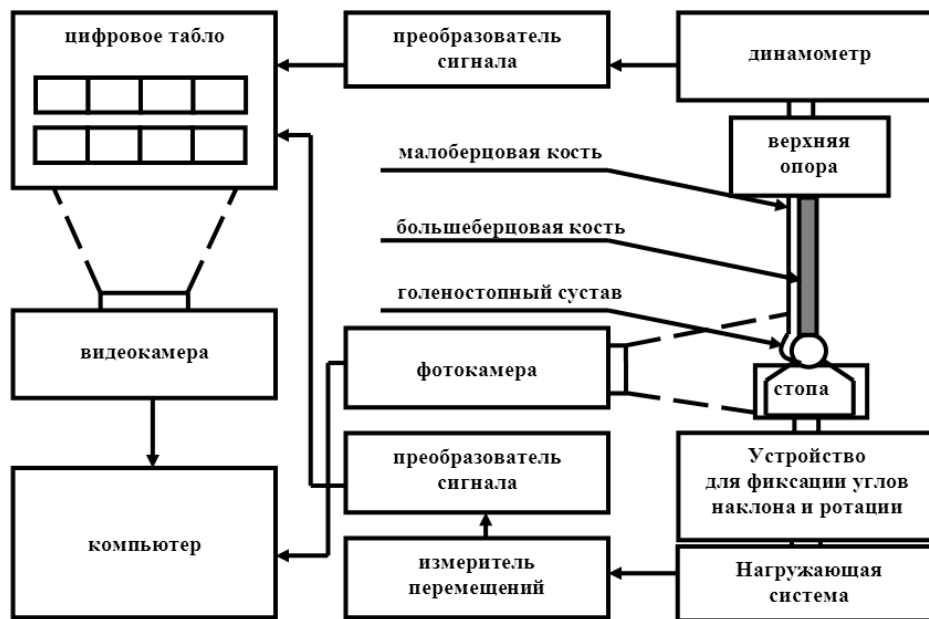 цифровое табло
преобразователь
сигнала
динамометр
верхняя
опора
малоберцовая кость
большеберцовая кость
голеностопный сустав
видеокамера
фотокамера
стопа
преобразователь
сигнала
Устройство
для фиксации углов
наклона и ротации
компьютер
измеритель
перемещений
Нагружающая
система